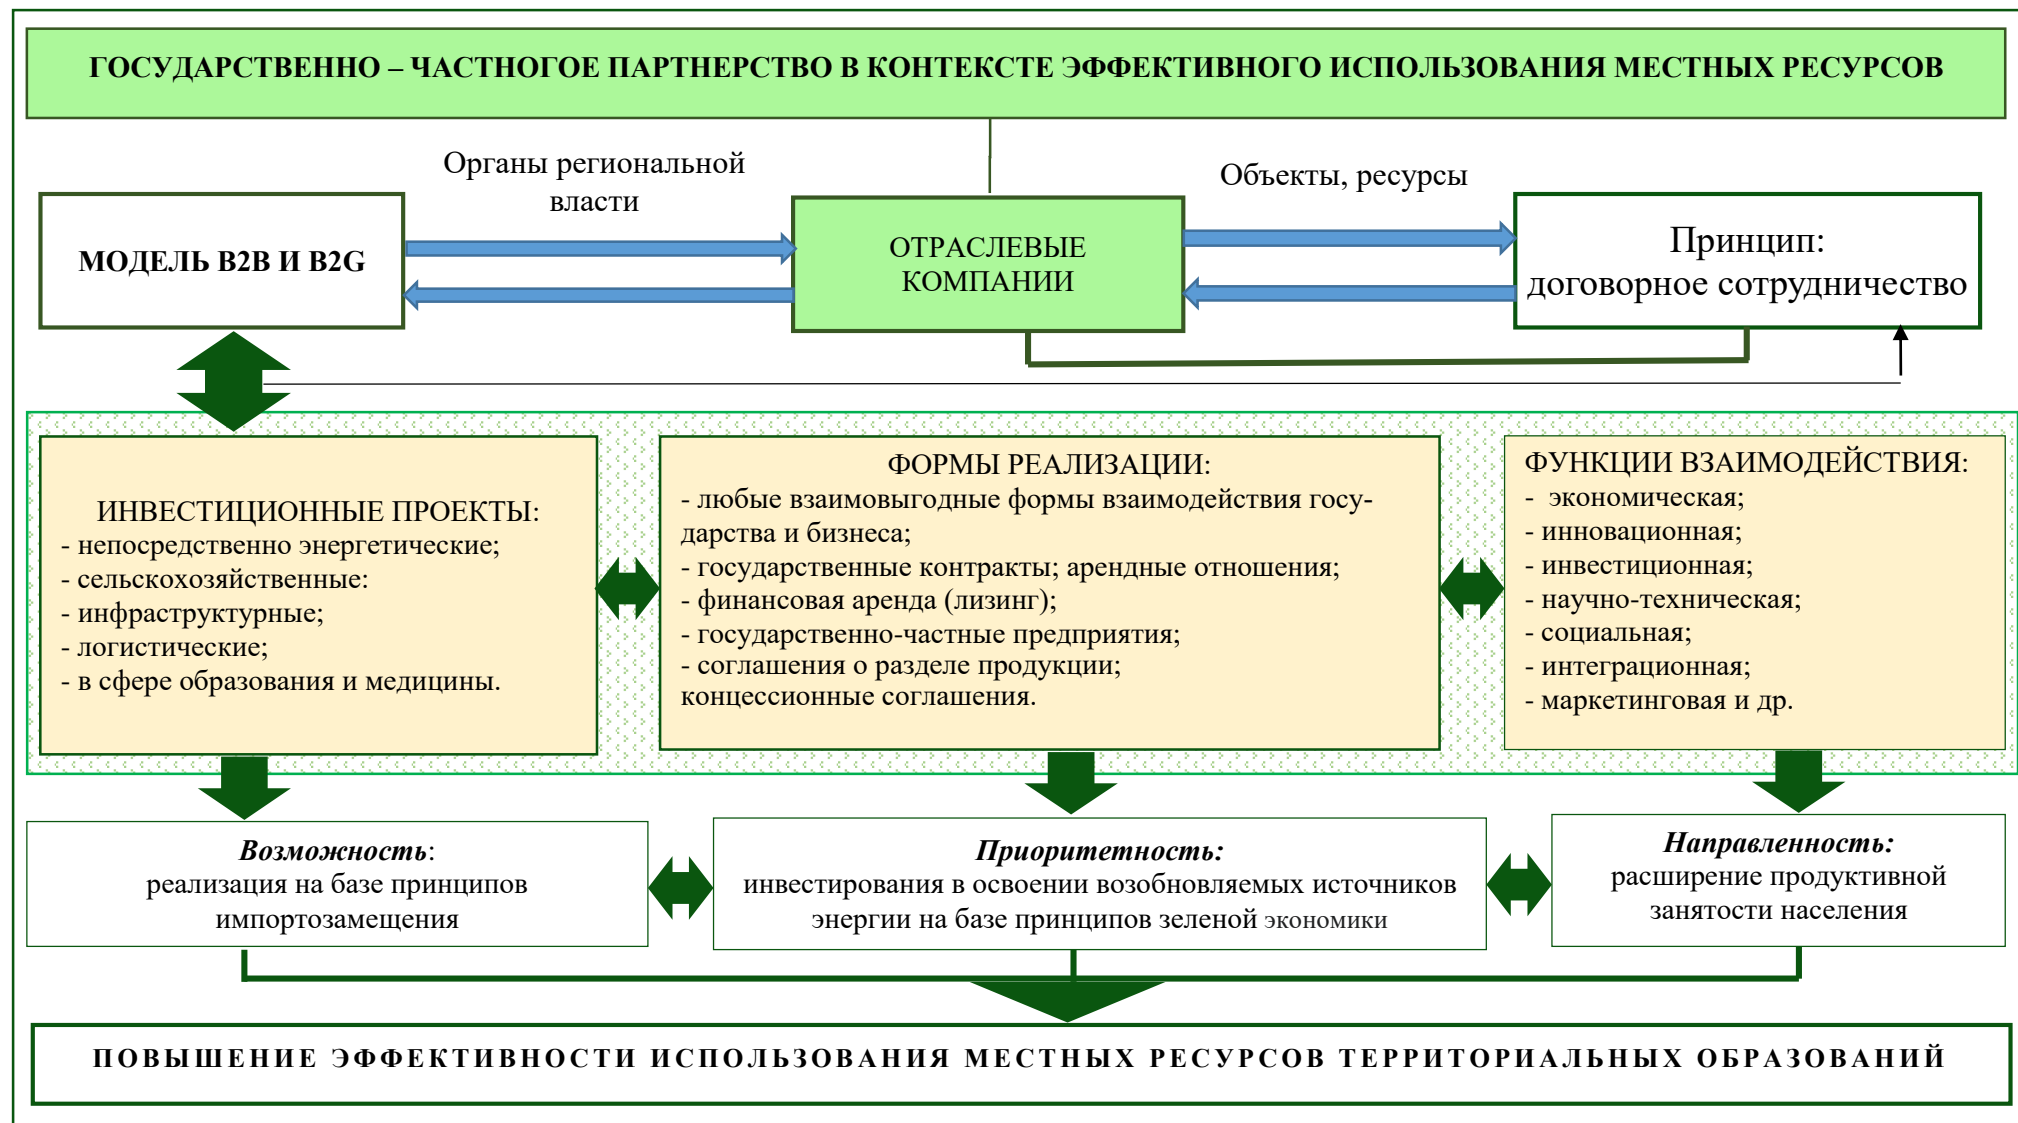 ГОСУДАРСТВЕННО – ЧАСТНОГОЕ ПАРТНЕРСТВО В КОНТЕКСТЕ ЭФФЕКТИВНОГО ИСПОЛЬЗОВАНИЯ МЕСТНЫХ РЕСУРСОВ
Органы региональной
власти
Объекты, ресурсы
МОДЕЛЬ B2B И B2G
ОТРАСЛЕВЫЕ
КОМПАНИИ
Принцип:
договорное сотрудничество
ИНВЕСТИЦИОННЫЕ ПРОЕКТЫ:
- непосредственно энергетические;
- сельскохозяйственные:
- инфраструктурные;
- логистические;
- в сфере образования и медицины.
ФОРМЫ РЕАЛИЗАЦИИ:
- любые взаимовыгодные формы взаимодействия госу-
дарства и бизнеса;
- государственные контракты; арендные отношения;
- финансовая аренда (лизинг);
- государственно-частные предприятия;
- соглашения о разделе продукции;
концессионные соглашения.
ФУНКЦИИ ВЗАИМОДЕЙСТВИЯ:
- экономическая;
- инновационная;
- инвестиционная;
- научно-техническая;
- социальная;
- интеграционная;
- маркетинговая и др.
Возможность:
реализация на базе принципов
импортозамещения
Приоритетность:
инвестирования в освоении возобновляемых источников
энергии на базе принципов зеленой экономики
Направленность:
расширение продуктивной
занятости населения
ПОВЫШЕНИЕ ЭФФЕКТИВНОСТИ ИСПОЛЬЗОВАНИЯ МЕСТНЫХ РЕСУРСОВ ТЕРРИТОРИАЛЬНЫХ ОБРАЗОВАНИЙ